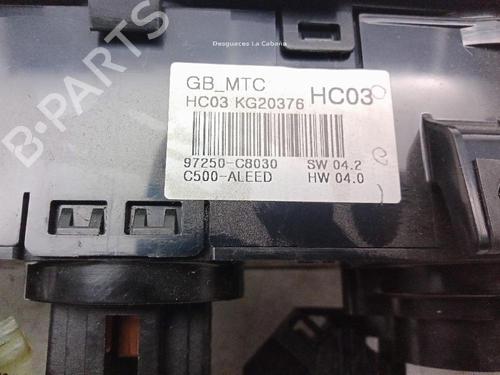 Desguaces La Cabaña
GB_MTC
HC03 KG20376 HC03
97250-C8030 SW 04.2
C500-ALEED HW 04.0
B-PARTS